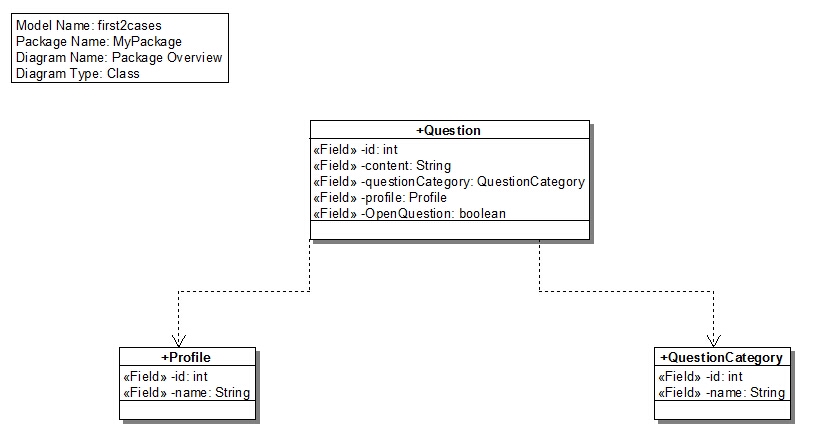 Model Name: first2cases
Package Name: MyPackage
Diagram Name: Package Overview
Diagram Type: Class
+Question
«Field» -id: int
«Field» -content: String
«Field» -questionCategory: QuestionCategory
«Field» -profile: Profile
«Field» -OpenQuestion: boolean
+Profile
«Field» -id: int
«Field» -name: String
+QuestionCategory
«Field» -id: int
«Field» -name: String